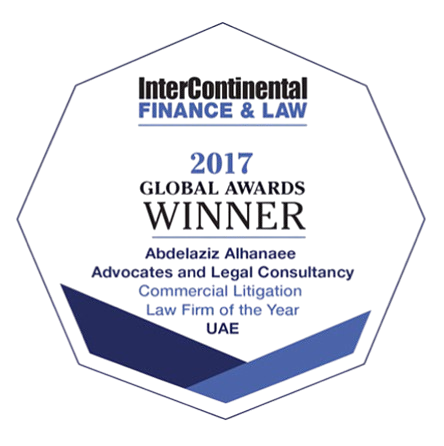 InterContinental
FINANCE & LAW
2017
GLOBAL AWARDS
WINNER
Abdelaziz Alhanaee
Advocates and Legal Consultancy
Commercial Litigation
Law Firm of the Year
UAE